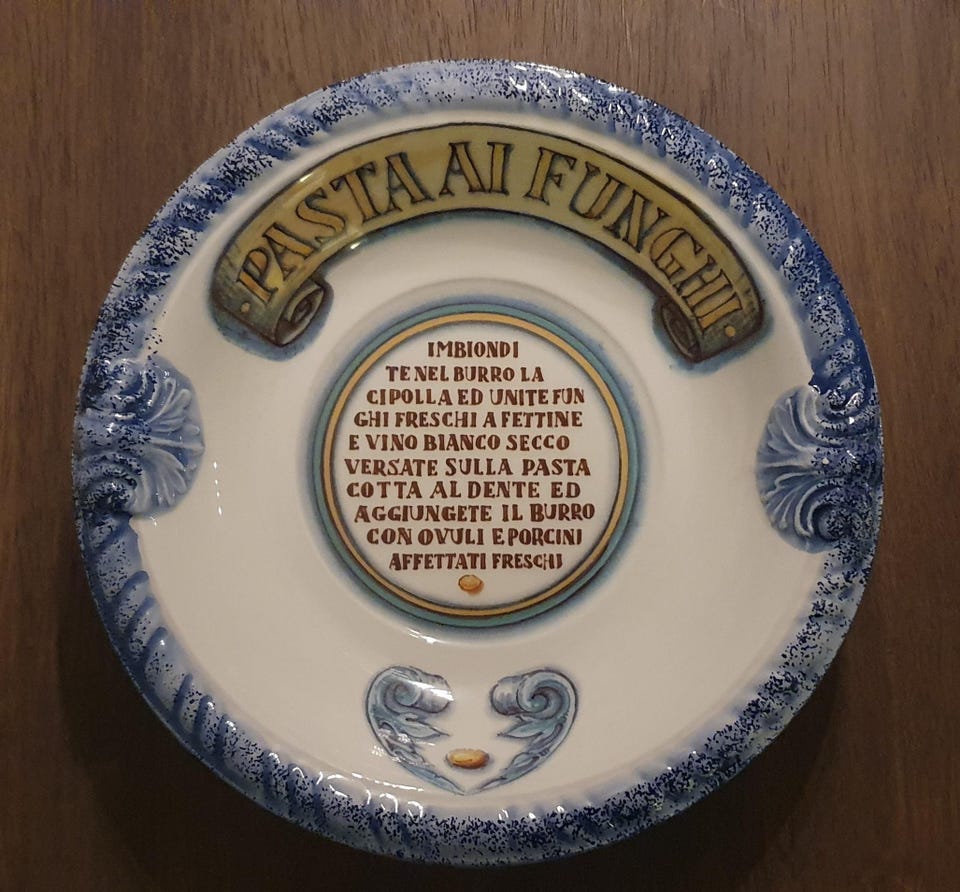 PASTA AI FUNGHI
IMBIONDI
TE NEL BURRO LA
CIPOLLA ED UNITE FUN
GHI FRESCHI A FETTINE
E VINO BIANCO SECCO
VERSATE SULLA PASTA
COTTA AL DENTE ED
AGGIUNGETE IL BURRO
CON OVULI E PORCINI
AFFETTATI FRESCHI